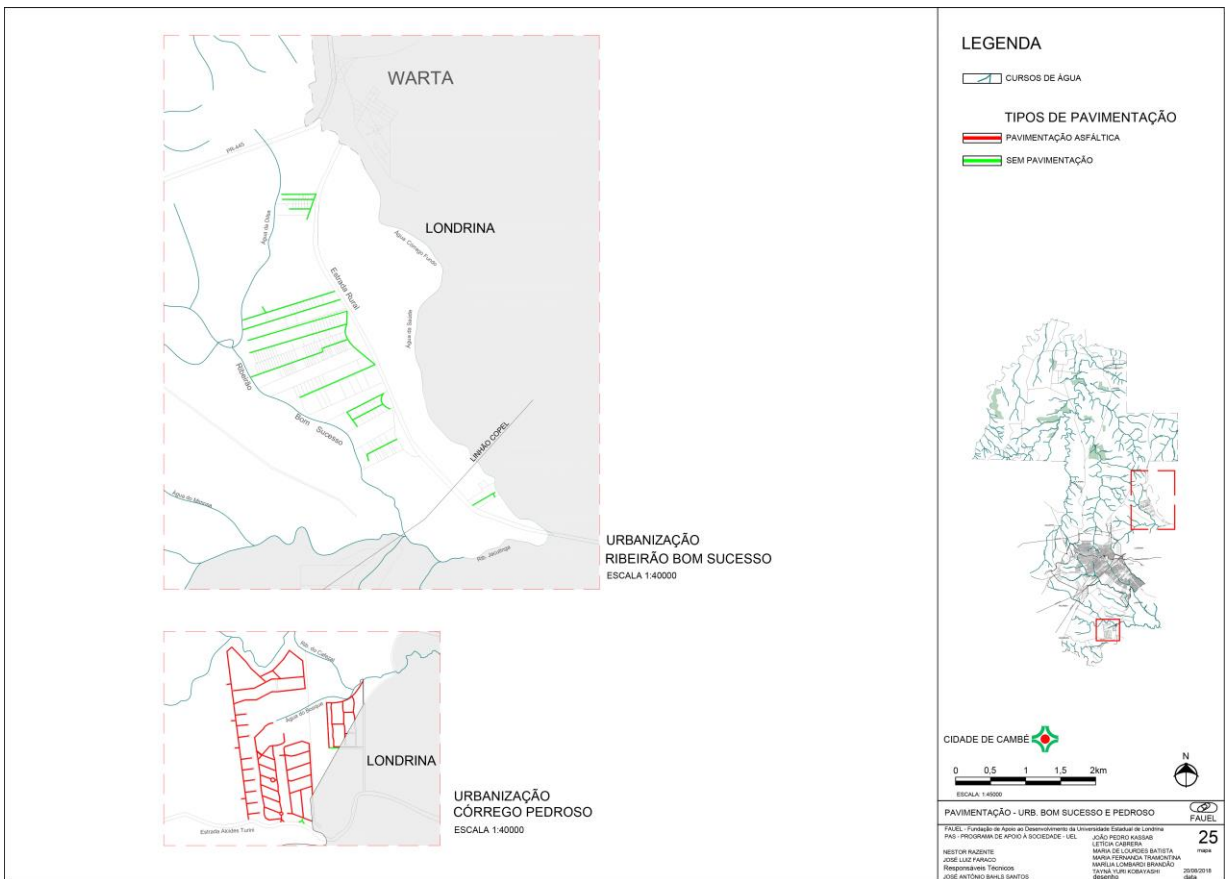 WARTA
PR-445
LONDRINA
Água da Divisa
Água Córrego Fundo
Estrada Rural
Água da Saúde
Ribeirão
Bom Sucesso
LINHÃO COPEL
Rib. Jacutinga
URBANIZAÇÃO
RIBEIRÃO BOM SUCESSO
ESCALA 1:40000
Rib. do Cafezal
Água do Bosque
LONDRINA
Estrada Alcides Turini
URBANIZAÇÃO
CÓRREGO PEDROSO
ESCALA 1:40000
LEGENDA
CURSOS DE ÁGUA
TIPOS DE PAVIMENTAÇÃO
PAVIMENTAÇÃO ASFÁLTICA
SEM PAVIMENTAÇÃO
CIDADE DE CAMBÉ
N
0 0,5 1 1,5 2km
ESCALA: 1:45000
PAVIMENTAÇÃO - URB. BOM SUCESSO E PEDROSO
FAUEL
FAUEL - Fundação de Apoio ao Desenvolvimento da Universidade Estadual de Londrina
PAS - PROGRAMA DE APOIO À SOCIEDADE - UEL
NESTOR RAZENTE
JOSÉ LUIZ FARACO
Responsáveis Técnicos
JOSÉ ANTÔNIO BAHLS SANTOS
JOÃO PEDRO KASSAB
LETÍCIA CABRERA
MARIA DE LOURDES BATISTA
MARIA FERNANDA TRAMONTINA
MARÍLIA LOMBARDI BRANDÃO
TAYNÁ YURI KOBAYASHI
desenho
25
mapa
20/08/2018
data